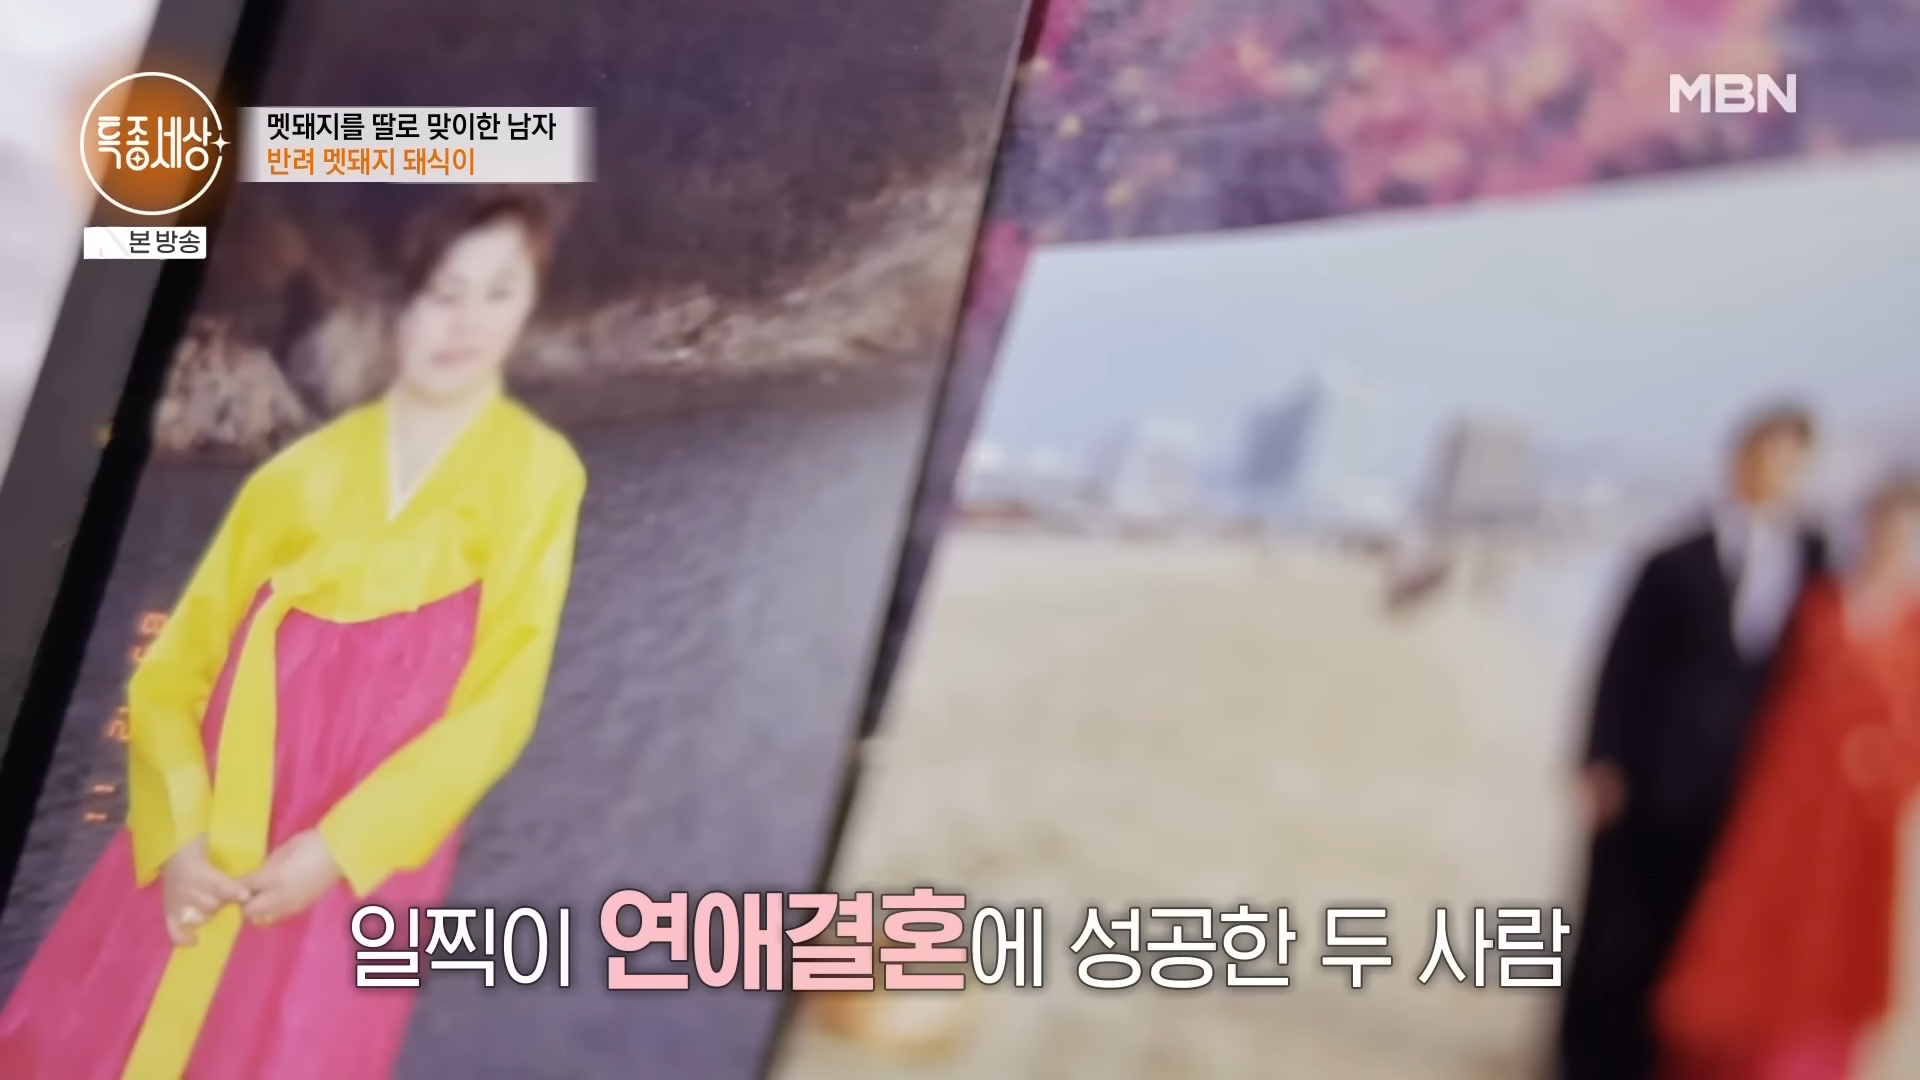 특종세상
멧돼지를 딸로 맞이한 남자
반려 멧돼지 돼식이
본 방송
MBN
일찍이 연애결혼에 성공한 두 사람